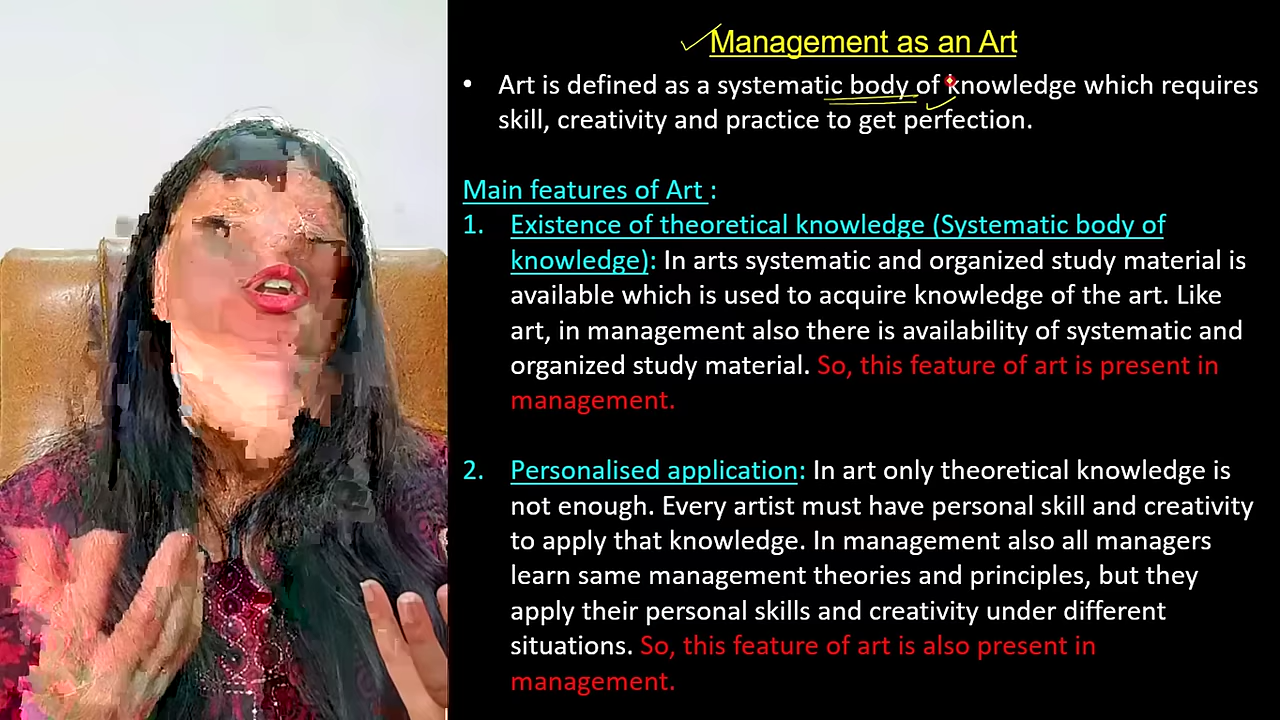 Management as an Art
• Art is defined as a systematic body of knowledge which requires
skill, creativity and practice to get perfection.
Main features of Art :
1. Existence of theoretical knowledge (Systematic body of
knowledge): In arts systematic and organized study material is
available which is used to acquire knowledge of the art. Like
art, in management also there is availability of systematic and
organized study material. So, this feature of art is present in
management.
2. Personalised application: In art only theoretical knowledge is
not enough. Every artist must have personal skill and creativity
to apply that knowledge. In management also all managers
learn same management theories and principles, but they
apply their personal skills and creativity under different
situations. So, this feature of art is also present in
management.